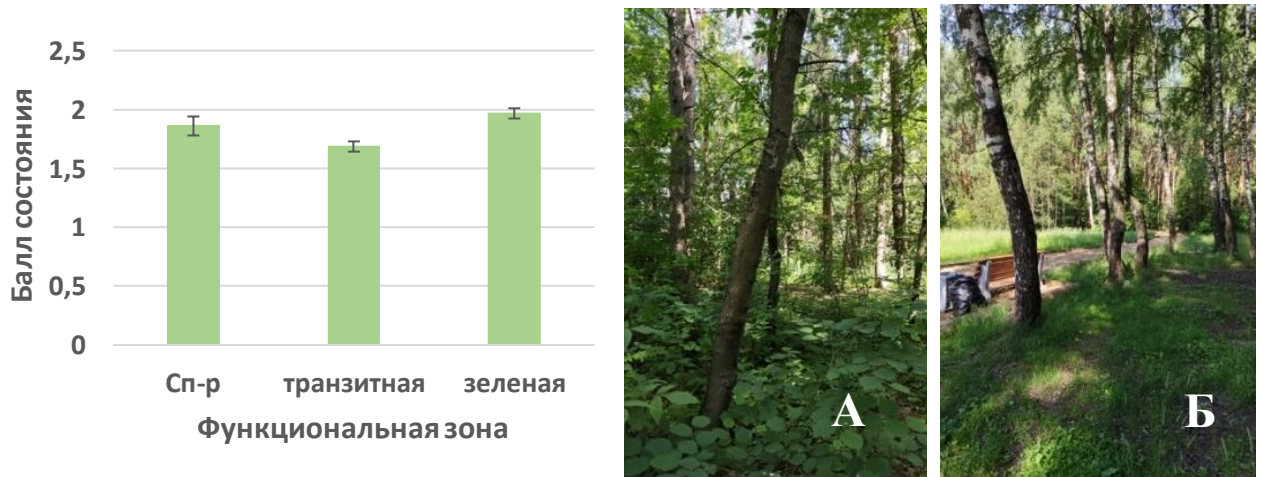 2,5
2
1,5
1
0,5
0
Балл состояния
Сп-р транзитная зеленая
Функциональная зона
А
Б